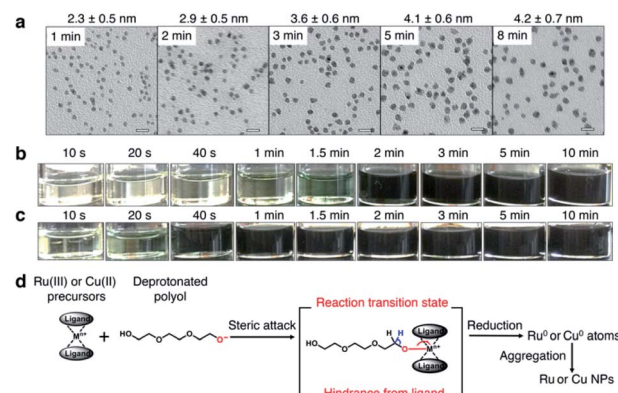 2.3 ± 0.5 nm 2.9 ± 0.5 nm 3.6 ± 0.6 nm 4.1 ± 0.6 nm 4.2 ± 0.7 nm
a
1 min 2 min 3 min 5 min 8 min
b 10 s 20 s 40 s 1 min 1.5 min 2 min 3 min 5 min 10 min
c 10 s 20 s 40 s 1 min 1.5 min 2 min 3 min 5 min 10 min
d
Ru(III) or Cu(II) Deprotonated
precursors polyol
Reaction transition state
Ligand Mⁿ⁺ Ligand
+
HO O O O⁻
Steric attack
HO O O O H H
Ligand Mⁿ⁺ Ligand
Reduction
Ru⁰ or Cu⁰ atoms
Aggregation
Ru or Cu NPs
Hindrance from ligand